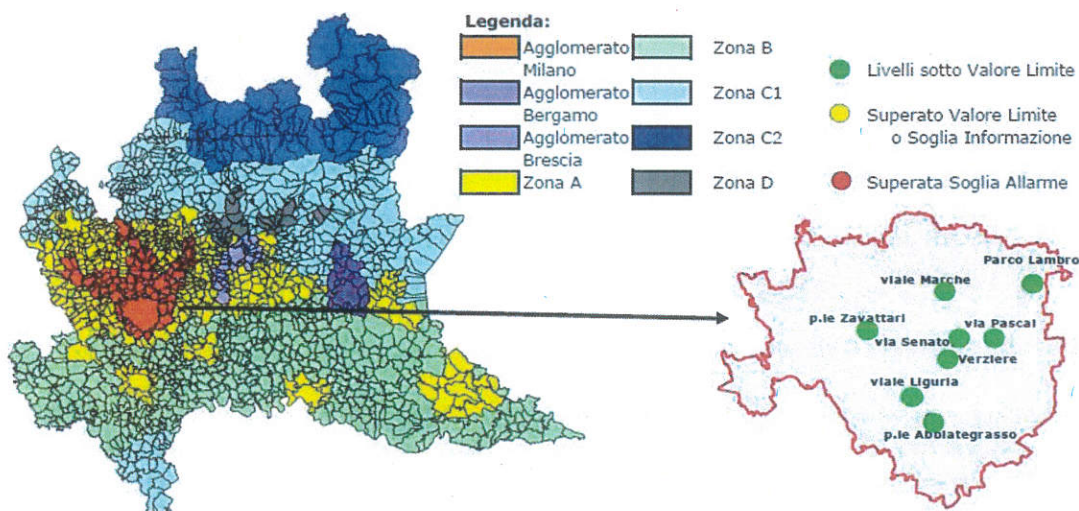 Legenda:
Agglomerato
Milano
Agglomerato
Bergamo
Agglomerato
Brescia
Zona A
Zona B
Zona C1
Zona C2
Zona D
Livelli sotto Valore Limite
Superato Valore Limite
o Soglia Informazione
Superata Soglia Allarme
Parco Lambro
viale Marche
p.le Zavattari
via Pascal
via Senato
Verziere
viale Liguria
p.le Abbiategrasso